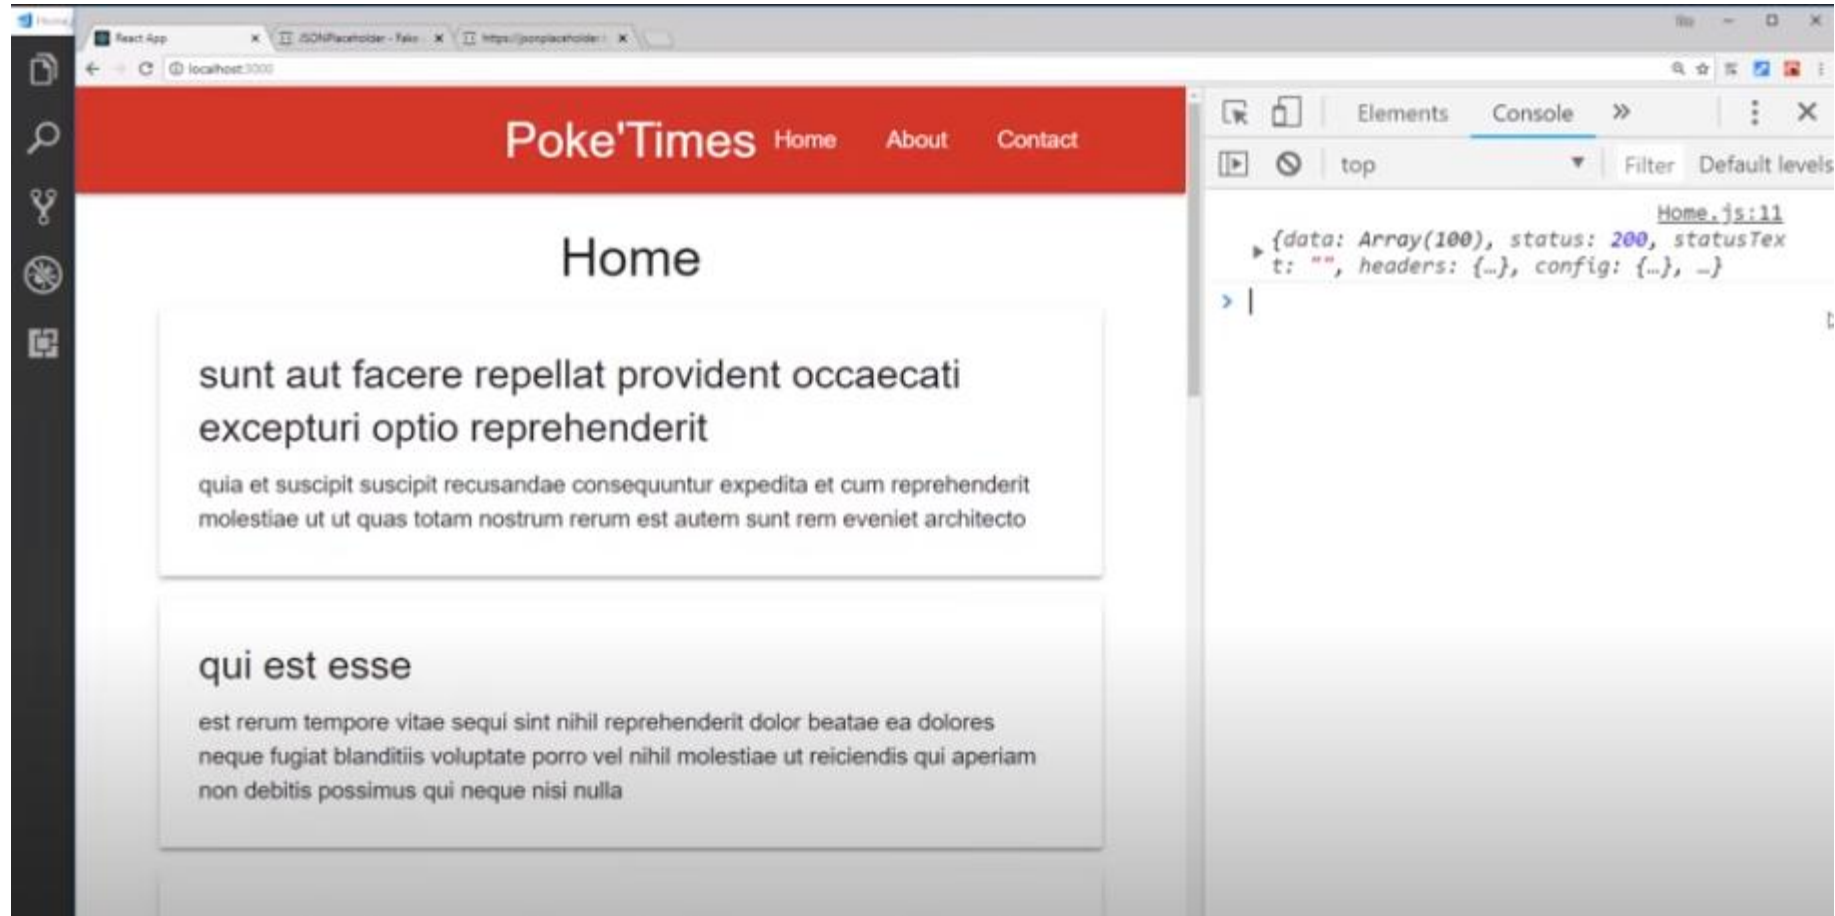 React App
JSONPlaceholder - Fake
https://jsonplaceholder.t
localhost:3000
Poke'Times Home About Contact
Home
sunt aut facere repellat provident occaecati
excepturi optio reprehenderit
quia et suscipit suscipit recusandae consequuntur expedita et cum reprehenderit
molestiae ut ut quas totam nostrum rerum est autem sunt rem eveniet architecto
qui est esse
est rerum tempore vitae sequi sint nihil reprehenderit dolor beatae ea dolores
neque fugiat blanditiis voluptate porro vel nihil molestiae ut reiciendis qui aperiam
non debitis possimus qui neque nisi nulla
Elements Console
top Filter Default levels
Home.js:11
{data: Array(100), status: 200, statusTex
t: "", headers: {…}, config: {…}, …}